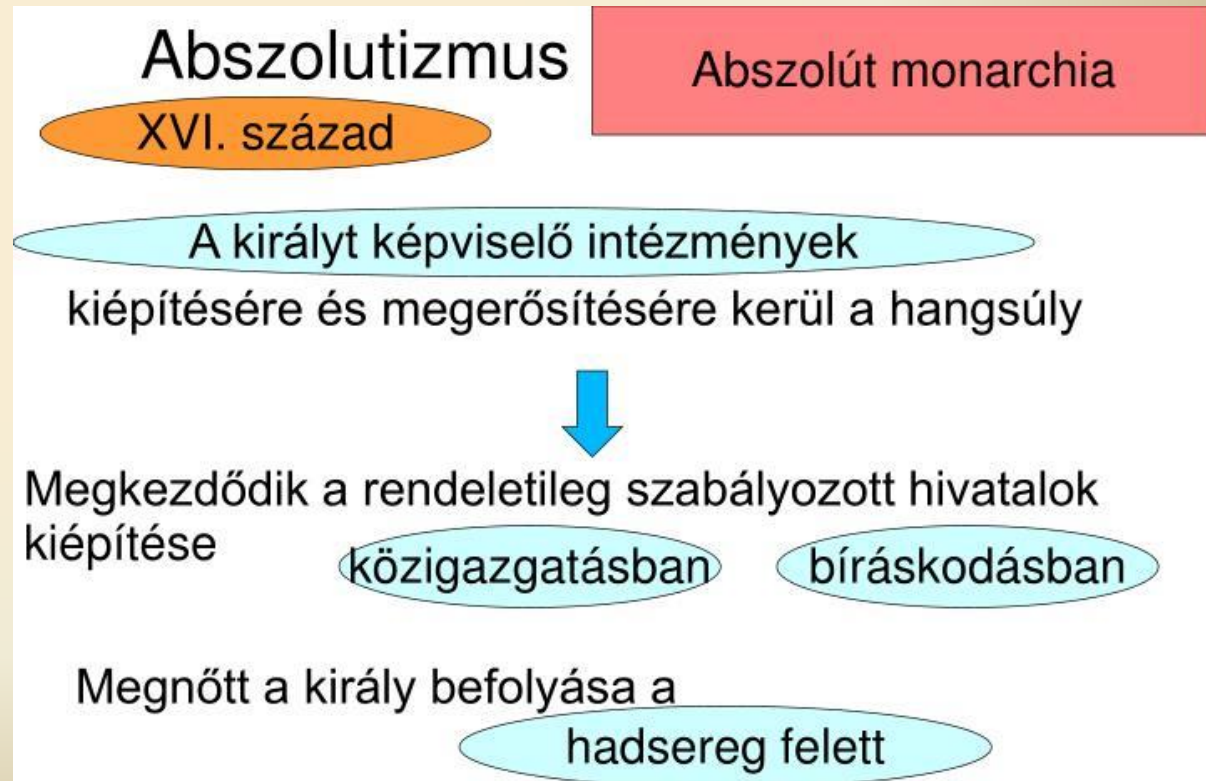 Abszolutizmus
Abszolút monarchia
XVI. század
A királyt képviselő intézmények
kiépítésére és megerősítésére kerül a hangsúly
Megkezdődik a rendeletileg szabályozott hivatalok
kiépítése
közigazgatásban
bíráskodásban
Megnőtt a király befolyása a
hadsereg felett